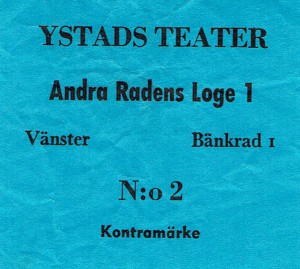 YSTADS TEATER
Andra Radens Loge 1
Vänster Bänkrad 1
N:o 2
Kontramärke